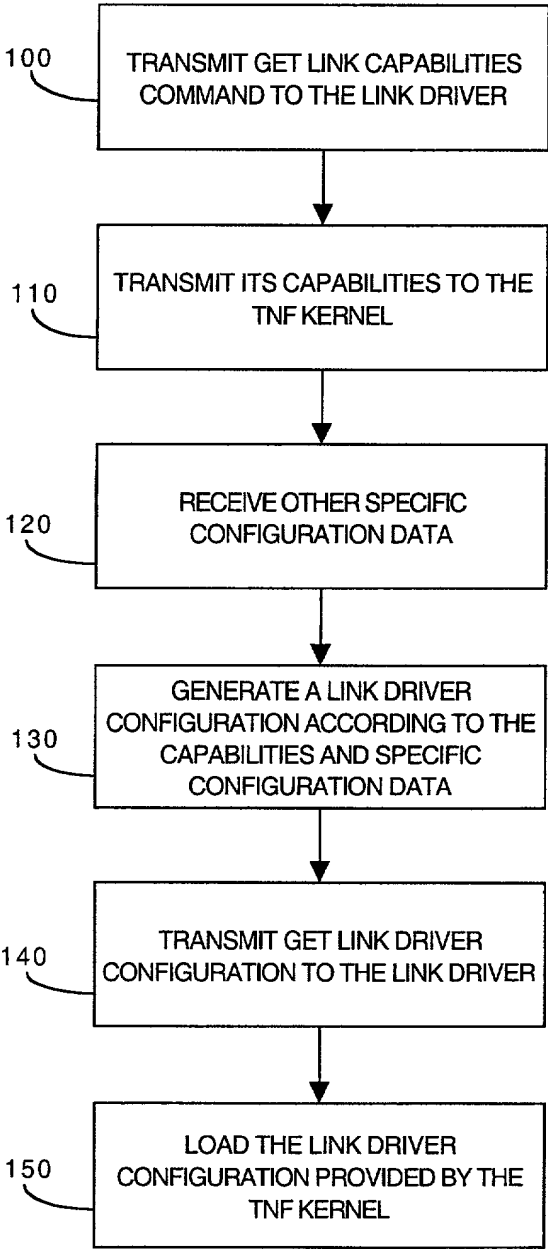 100
TRANSMIT GET LINK CAPABILITIES
COMMAND TO THE LINK DRIVER
110
TRANSMIT ITS CAPABILITIES TO THE
TNF KERNEL
120
RECEIVE OTHER SPECIFIC
CONFIGURATION DATA
130
GENERATE A LINK DRIVER
CONFIGURATION ACCORDING TO THE
CAPABILITIES AND SPECIFIC
CONFIGURATION DATA
140
TRANSMIT GET LINK DRIVER
CONFIGURATION TO THE LINK DRIVER
150
LOAD THE LINK DRIVER
CONFIGURATION PROVIDED BY THE
TNF KERNEL